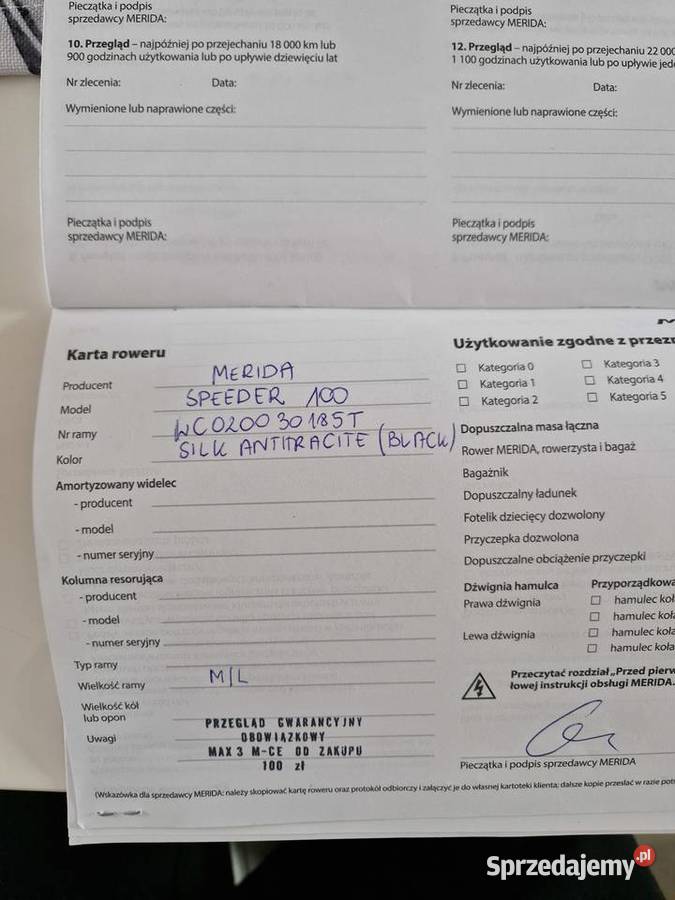 Pieczątka i podpis
sprzedawcy MERIDA:
10. Przegląd – najpóźniej po przejechaniu 18 000 km lub
900 godzinach użytkowania lub po upływie dziewięciu lat
Nr zlecenia: Data:
Wymienione lub naprawione części:
Pieczątka i podpis
sprzedawcy MERIDA:
Pieczątka i podpis
sprzedawcy MERIDA:
12. Przegląd – najpóźniej po przejechaniu 22 000
1 100 godzinach użytkowania lub po upływie jede
Nr zlecenia: Data:
Wymienione lub naprawione części:
Pieczątka i podpis
sprzedawcy MERIDA:
Karta roweru
Producent MERIDA
Model SPEEDER 100
Nr ramy WC020030185T
Kolor SILK ANTITRACITE (BLACK)
Amortyzowany widelec
- producent
- model
- numer seryjny
Kolumna resorująca
- producent
- model
- numer seryjny
Typ ramy
Wielkość ramy M/L
Wielkość kół
lub opon
Uwagi
PRZEGLĄD GWARANCYJNY
OBOWIĄZKOWY
MAX 3 M-CE OD ZAKUPU
100 zł
Użytkowanie zgodne z przezn
Kategoria 0 Kategoria 3
Kategoria 1 Kategoria 4
Kategoria 2 Kategoria 5
Dopuszczalna masa łączna
Rower MERIDA, rowerzysta i bagaż
Bagażnik
Dopuszczalny ładunek
Fotelik dziecięcy dozwolony
Przyczepka dozwolona
Dopuszczalne obciążenie przyczepki
Dźwignia hamulca Przyporządkowa
Prawa dźwignia hamulec koła
hamulec koła
Lewa dźwignia hamulec koła
hamulec koła
Przeczytać rozdział „Przed pierw
łowej instrukcji obsługi MERIDA.
Pieczątka i podpis sprzedawcy MERIDA
(Wskazówka dla sprzedawcy MERIDA: należy skopiować kartę roweru oraz protokół odbiorczy i załączyć je do własnej kartoteki klienta; dalsze kopie przesłać w razie potr
Sprzedajemy.pl